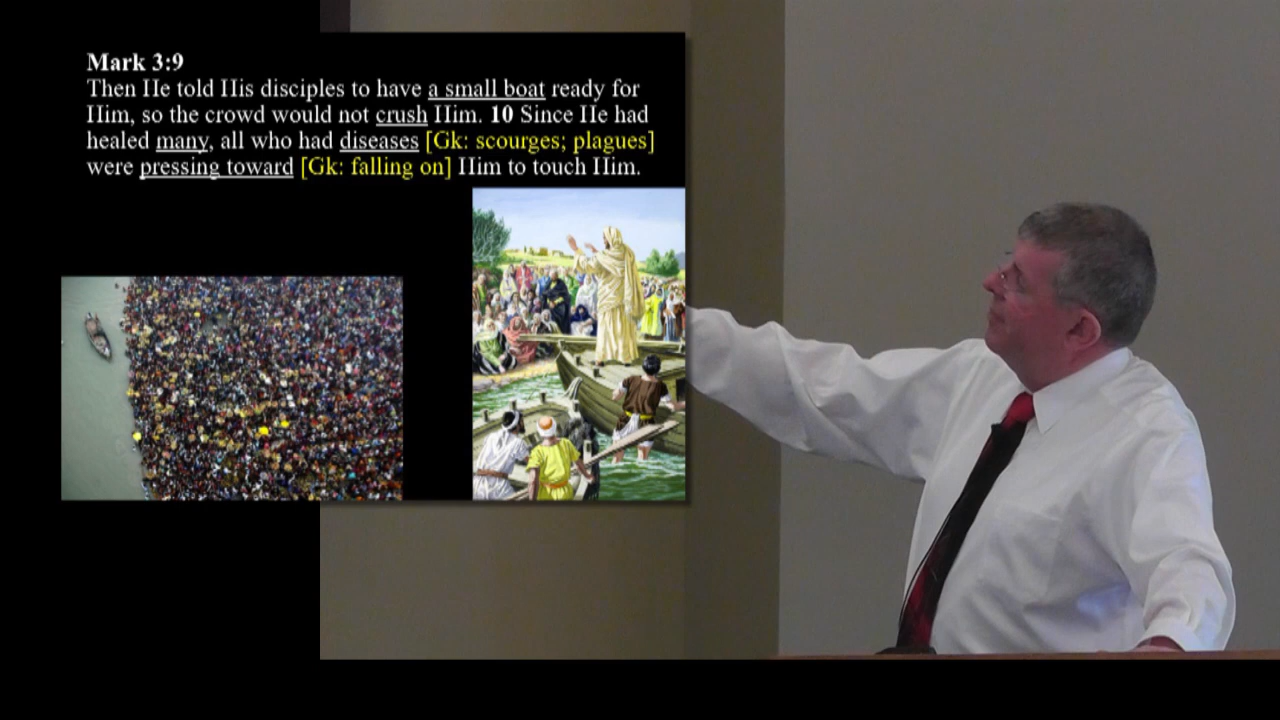 Mark 3:9
Then He told His disciples to have a small boat ready for
Him, so the crowd would not crush Him. 10 Since He had
healed many, all who had diseases [Gk: scourges; plagues]
were pressing toward [Gk: falling on] Him to touch Him.